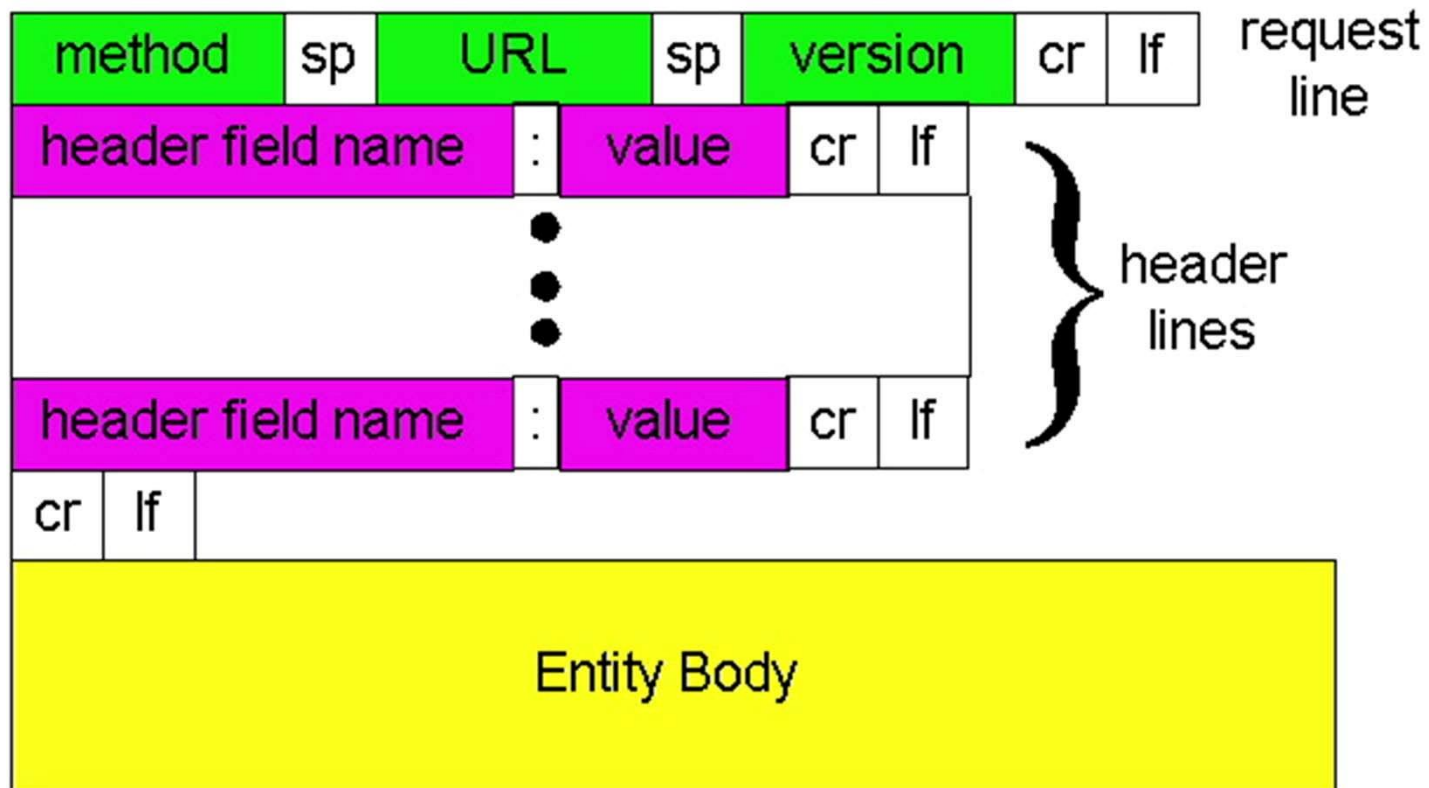 method sp URL sp version cr lf
request
line
header field name : value cr lf
header
lines
header field name : value cr lf
cr lf
Entity Body